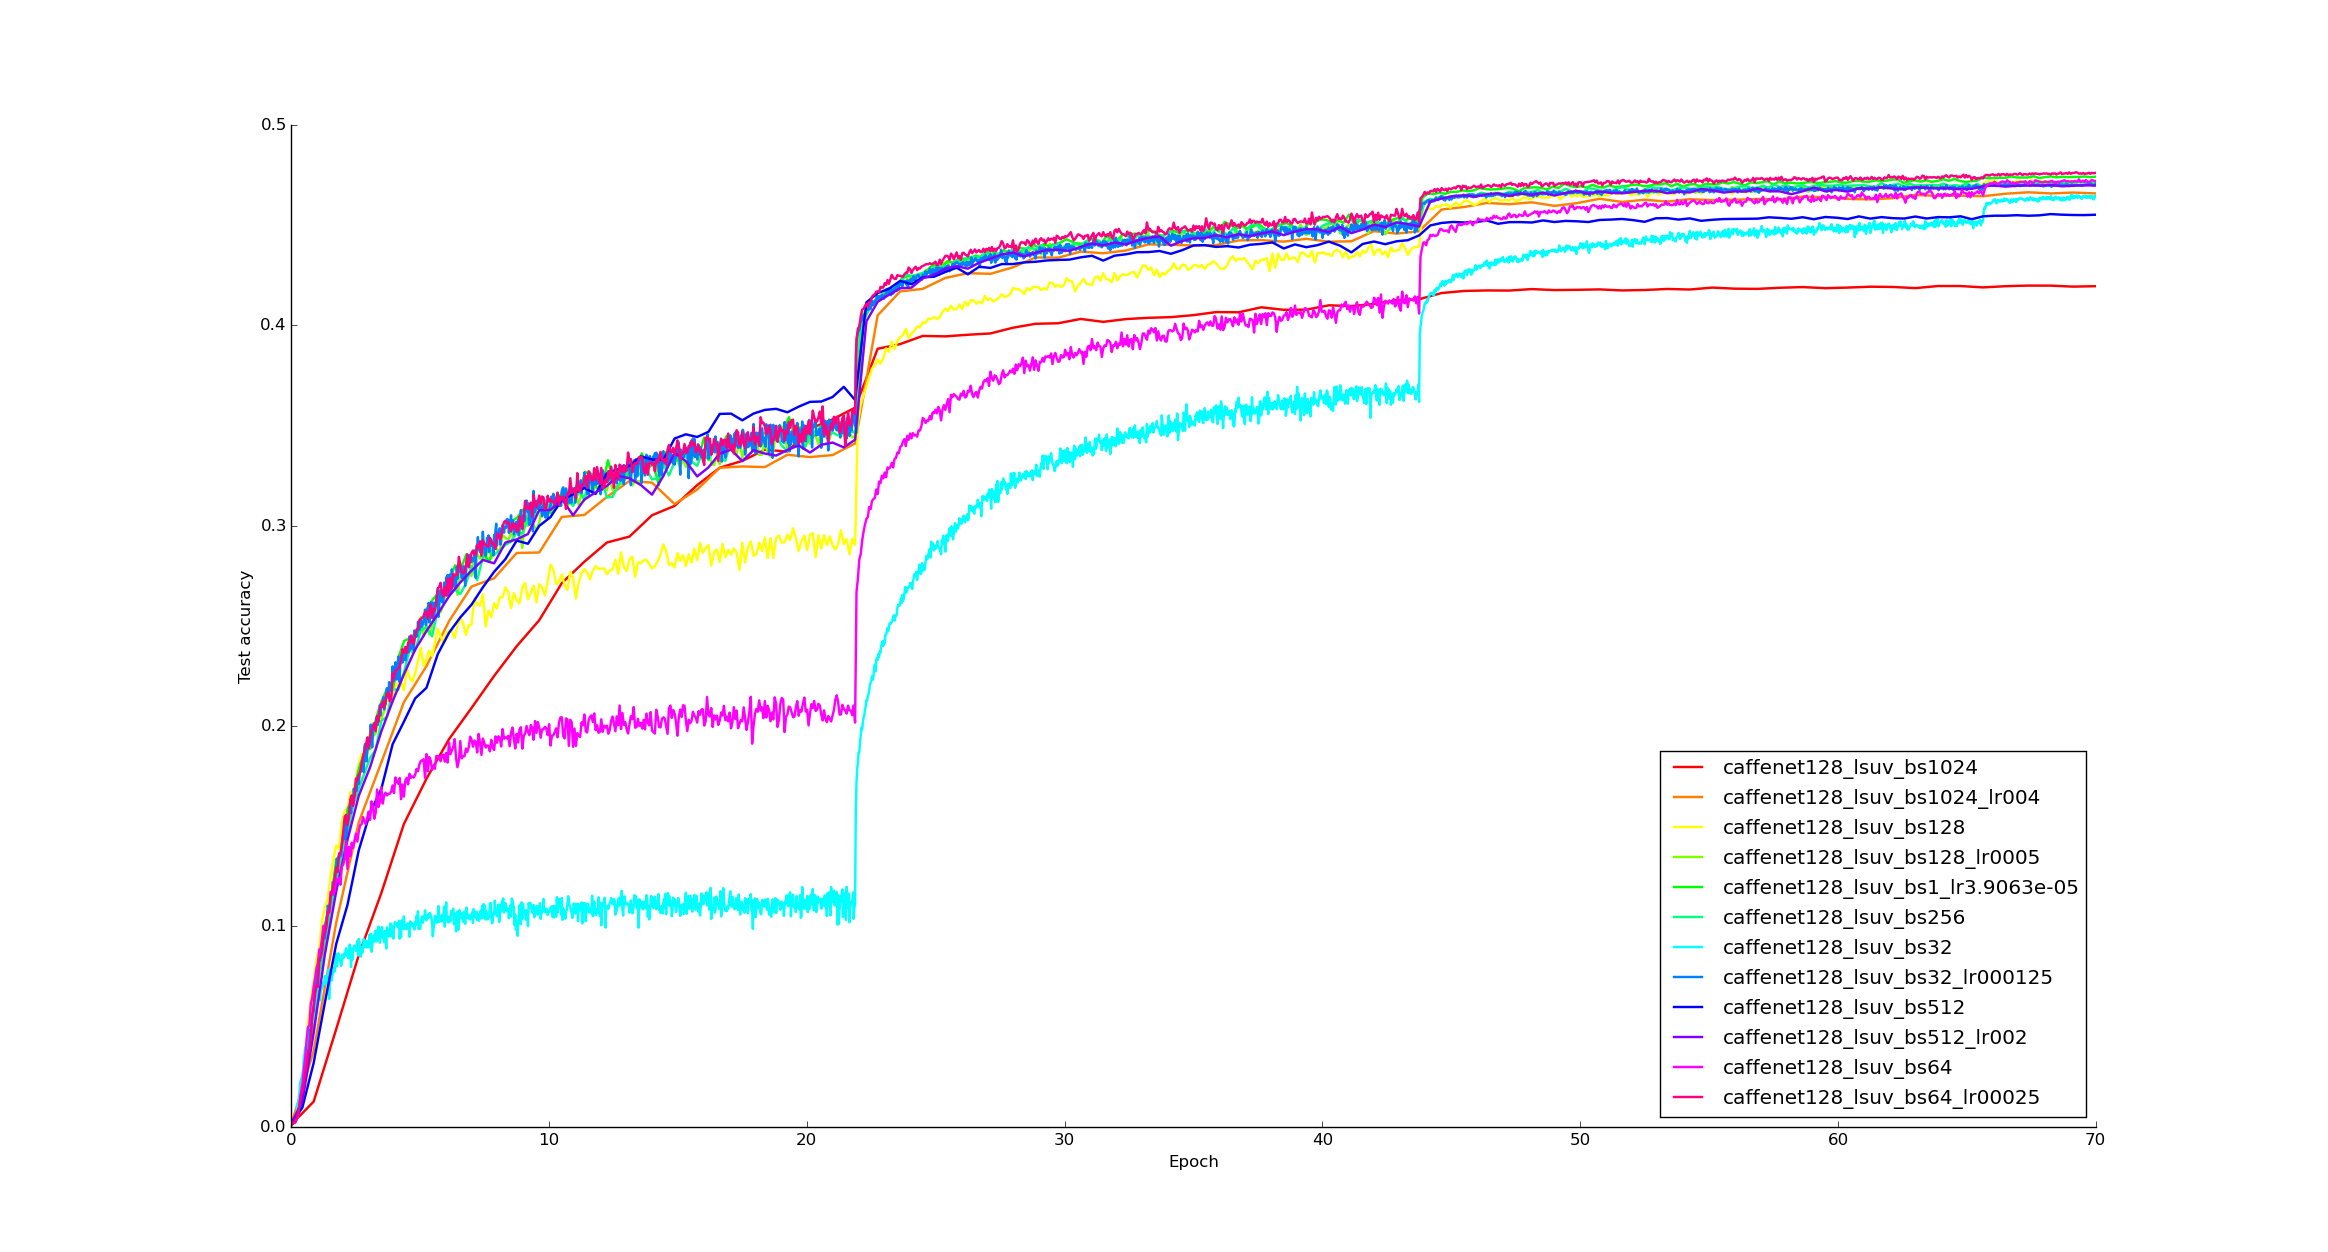 0.5
0.4
0.3
0.2
0.1
0.0
Test accuracy
0 10 20 30 40 50 60 70
Epoch
caffenet128_lsuv_bs1024
caffenet128_lsuv_bs1024_lr004
caffenet128_lsuv_bs128
caffenet128_lsuv_bs128_lr0005
caffenet128_lsuv_bs1_lr3.9063e-05
caffenet128_lsuv_bs256
caffenet128_lsuv_bs32
caffenet128_lsuv_bs32_lr000125
caffenet128_lsuv_bs512
caffenet128_lsuv_bs512_lr002
caffenet128_lsuv_bs64
caffenet128_lsuv_bs64_lr00025